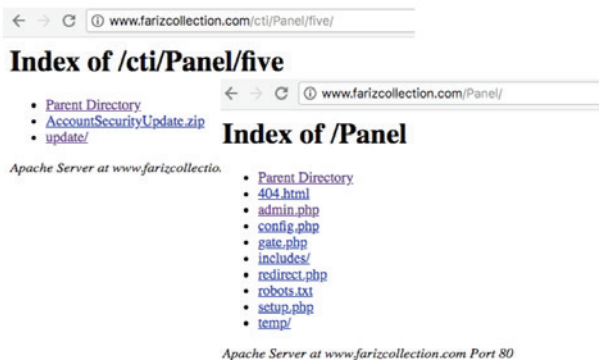 www.farizcollection.com/cti/Panel/five/
Index of /cti/Panel/five
Parent Directory
AccountSecurityUpdate.zip
update/
Apache Server at www.farizcollectio
www.farizcollection.com/Panel/
Index of /Panel
Parent Directory
404.html
admin.php
config.php
gate.php
includes/
redirect.php
robots.txt
setup.php
temp/
Apache Server at www.farizcollection.com Port 80